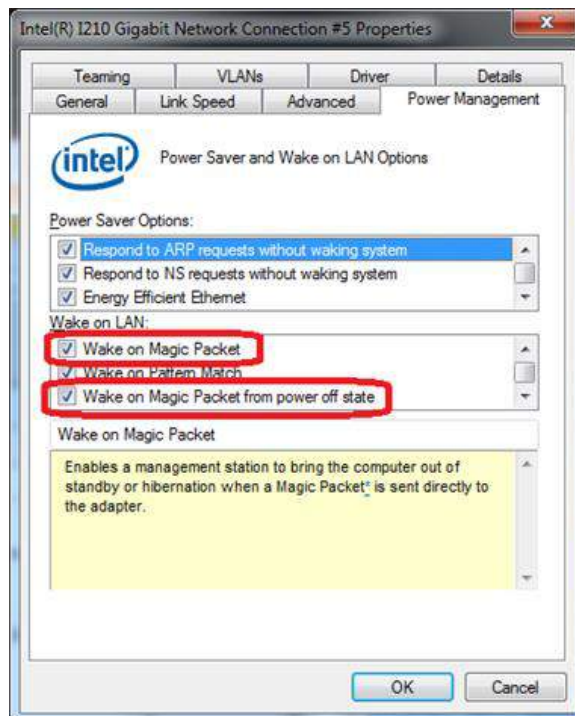 Intel(R) I210 Gigabit Network Connection #5 Properties
Teaming VLANs Driver Details
General Link Speed Advanced Power Management
intel
Power Saver and Wake on LAN Options
Power Saver Options:
Respond to ARP requests without waking system
Respond to NS requests without waking system
Energy Efficient Ethernet
Wake on LAN:
Wake on Magic Packet
Wake on Pattern Match
Wake on Magic Packet from power off state
Wake on Magic Packet
Enables a management station to bring the computer out of
standby or hibernation when a Magic Packet* is sent directly to
the adapter.
OK Cancel